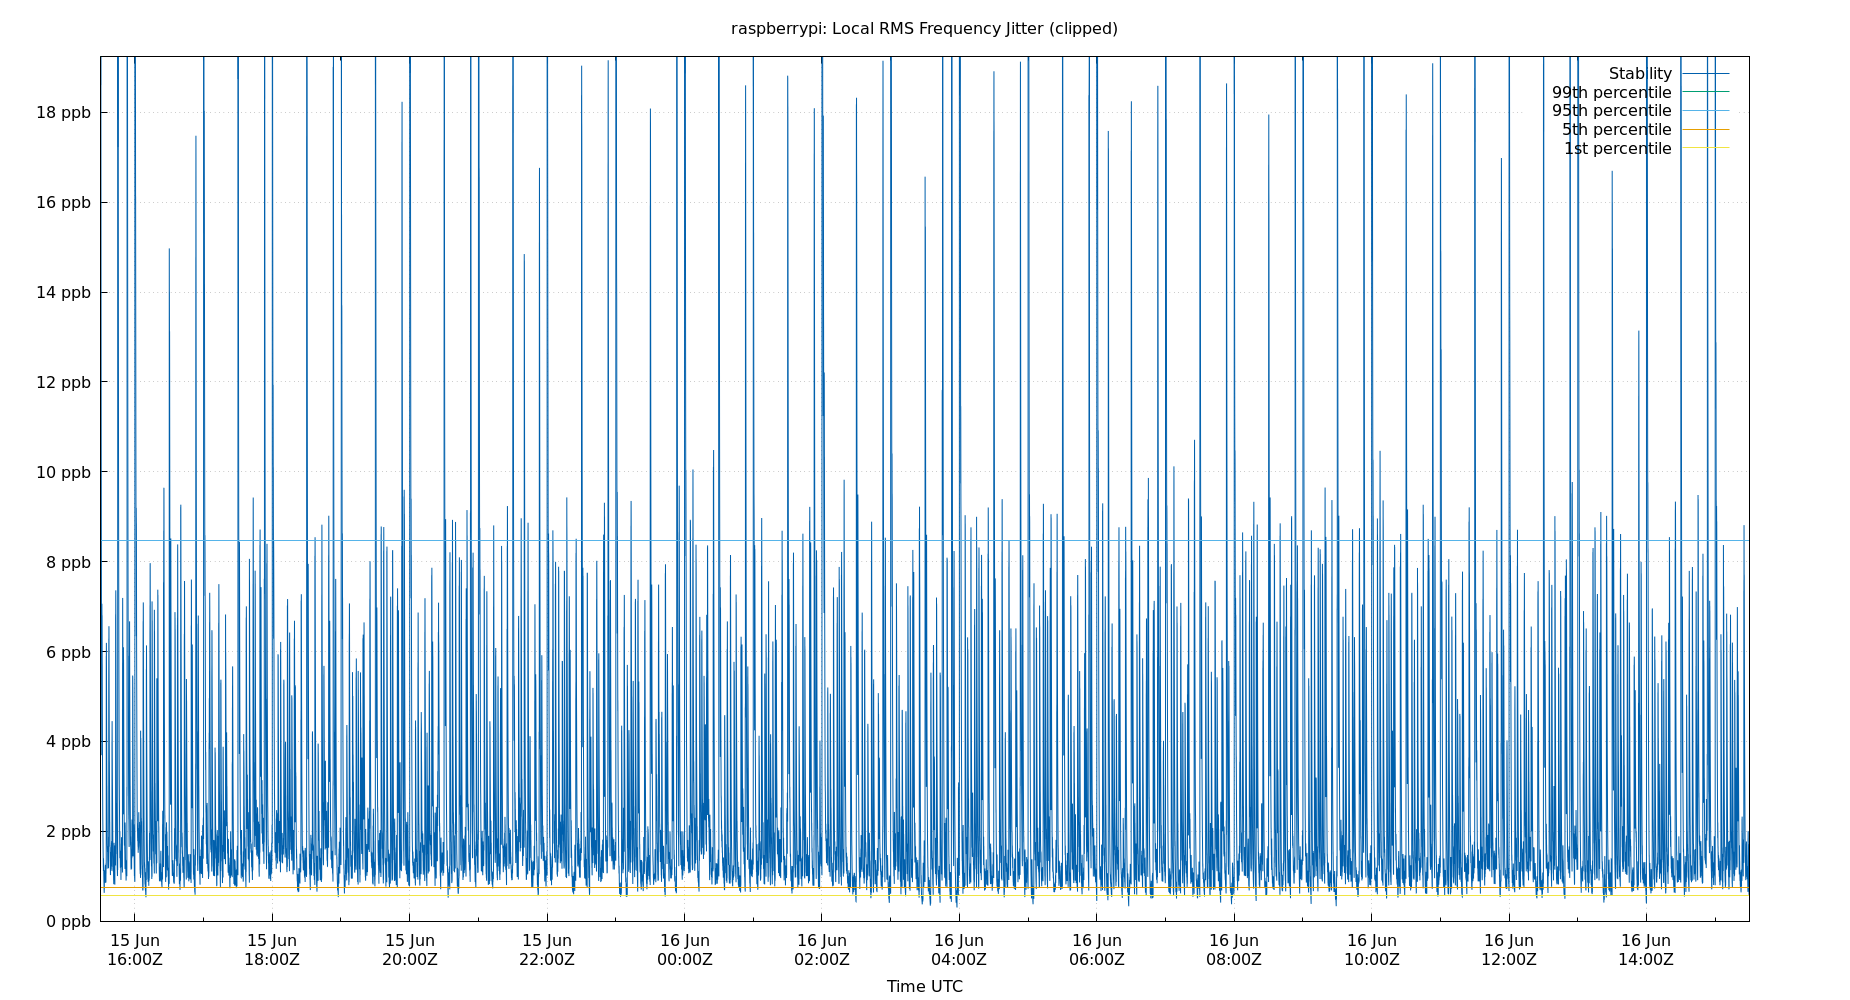 raspberrypi: Local RMS Frequency Jitter (clipped)
Stability
99th percentile
95th percentile
5th percentile
1st percentile
18 ppb
16 ppb
14 ppb
12 ppb
10 ppb
8 ppb
6 ppb
4 ppb
2 ppb
0 ppb
15 Jun 15 Jun 15 Jun 15 Jun 16 Jun 16 Jun 16 Jun 16 Jun 16 Jun 16 Jun 16 Jun 16 Jun
16:00Z 18:00Z 20:00Z 22:00Z 00:00Z 02:00Z 04:00Z 06:00Z 08:00Z 10:00Z 12:00Z 14:00Z
Time UTC